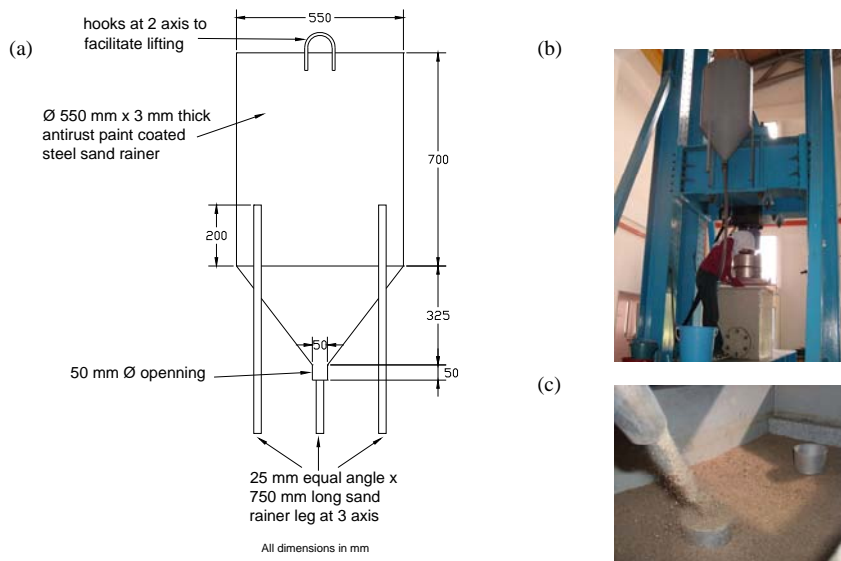 (a)
hooks at 2 axis to
facilitate lifting
550
Ø 550 mm x 3 mm thick
antirust paint coated
steel sand rainer
700
200
325
50
50 mm Ø openning
50
25 mm equal angle x
750 mm long sand
rainer leg at 3 axis
All dimensions in mm
(b)
(c)